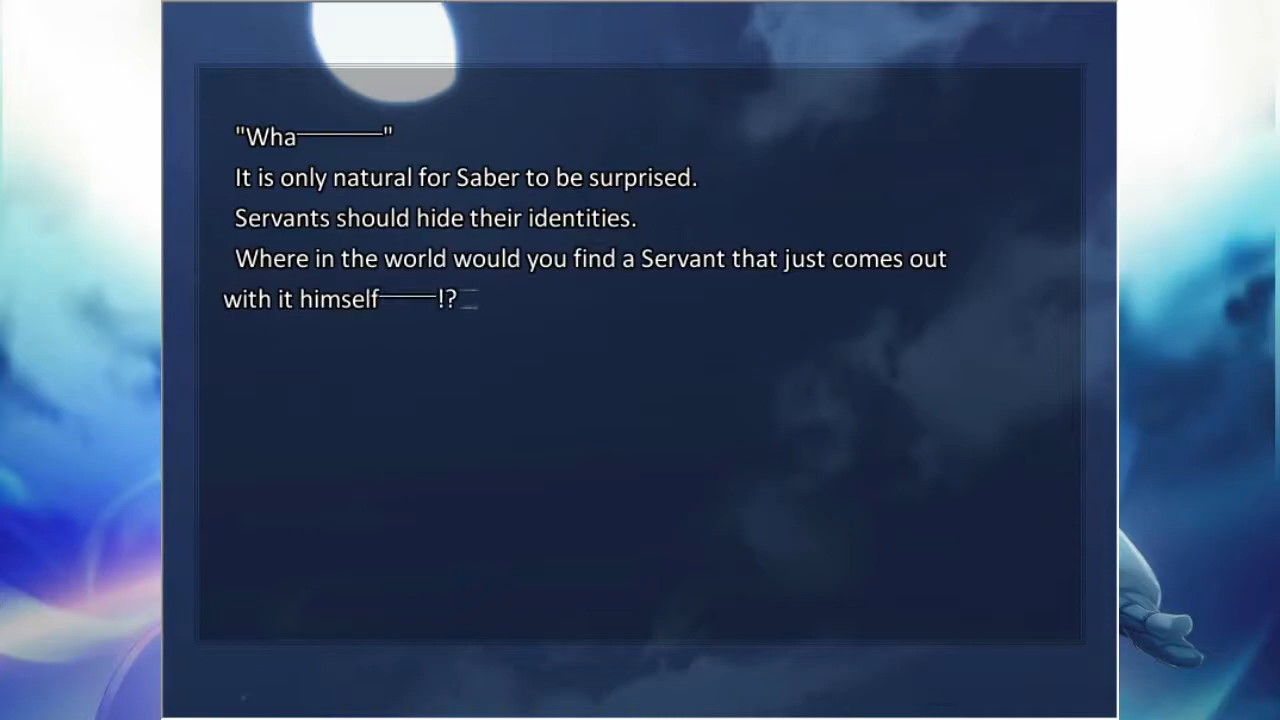 "Wha―――――"
It is only natural for Saber to be surprised.
Servants should hide their identities.
Where in the world would you find a Servant that just comes out
with it himself―――!?